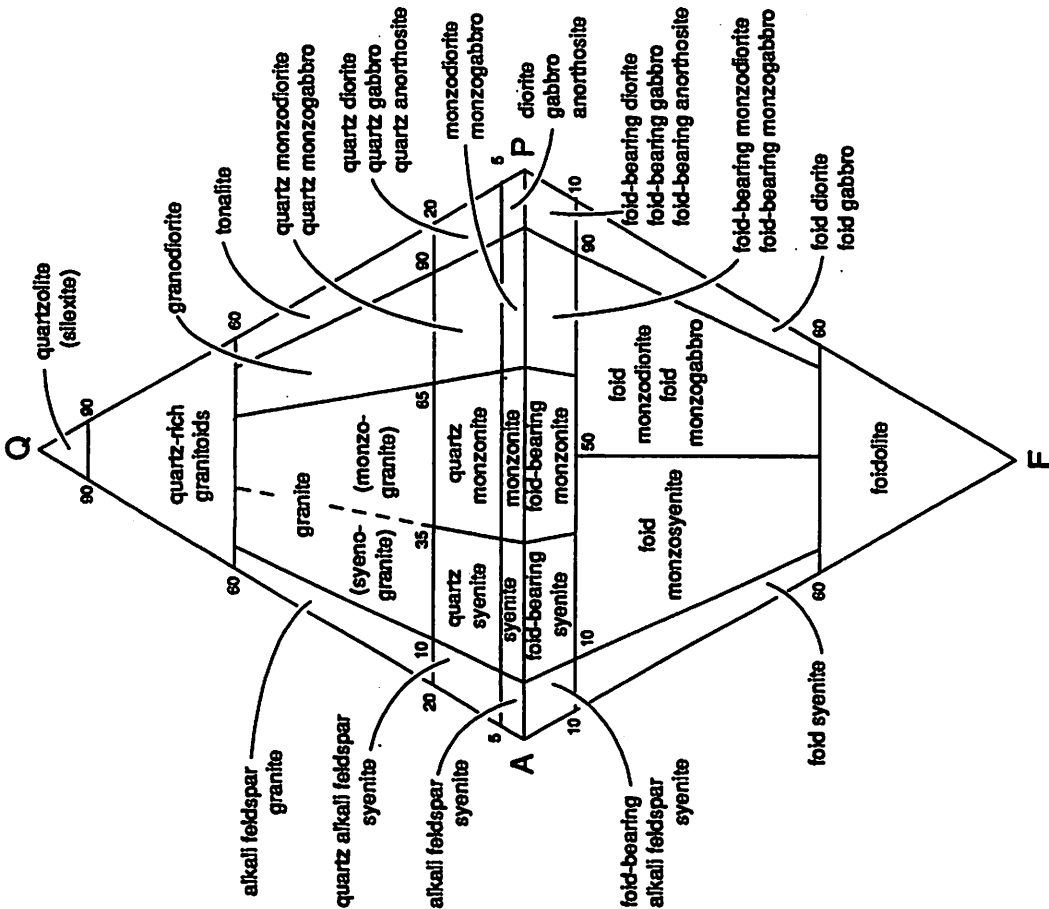 Q
quartzolite
(silexite)
90
90
quartz-rich
granitoids
60
60
granodiorite
tonalite
alkali feldspar
granite
granite
(syeno-
granite)
(monzo-
granite)
quartz monzodiorite
quartz monzogabbro
quartz alkali feldspar
syenite
20
10
35
65
90
20
quartz diorite
quartz gabbro
quartz anorthosite
quartz
syenite
quartz
monzonite
alkali feldspar
syenite
5
syenite
monzonite
5
monzodiorite
monzogabbro
A
P
diorite
gabbro
anorthosite
foid-bearing
syenite
foid-bearing
monzonite
10
10
foid-bearing
alkali feldspar
syenite
10
50
90
foid-bearing diorite
foid-bearing gabbro
foid-bearing anorthosite
foid-bearing monzodiorite
foid-bearing monzogabbro
foid
monzosyenite
foid
monzodiorite
foid
monzogabbro
foid syenite
foid diorite
foid gabbro
60
60
foidolite
F